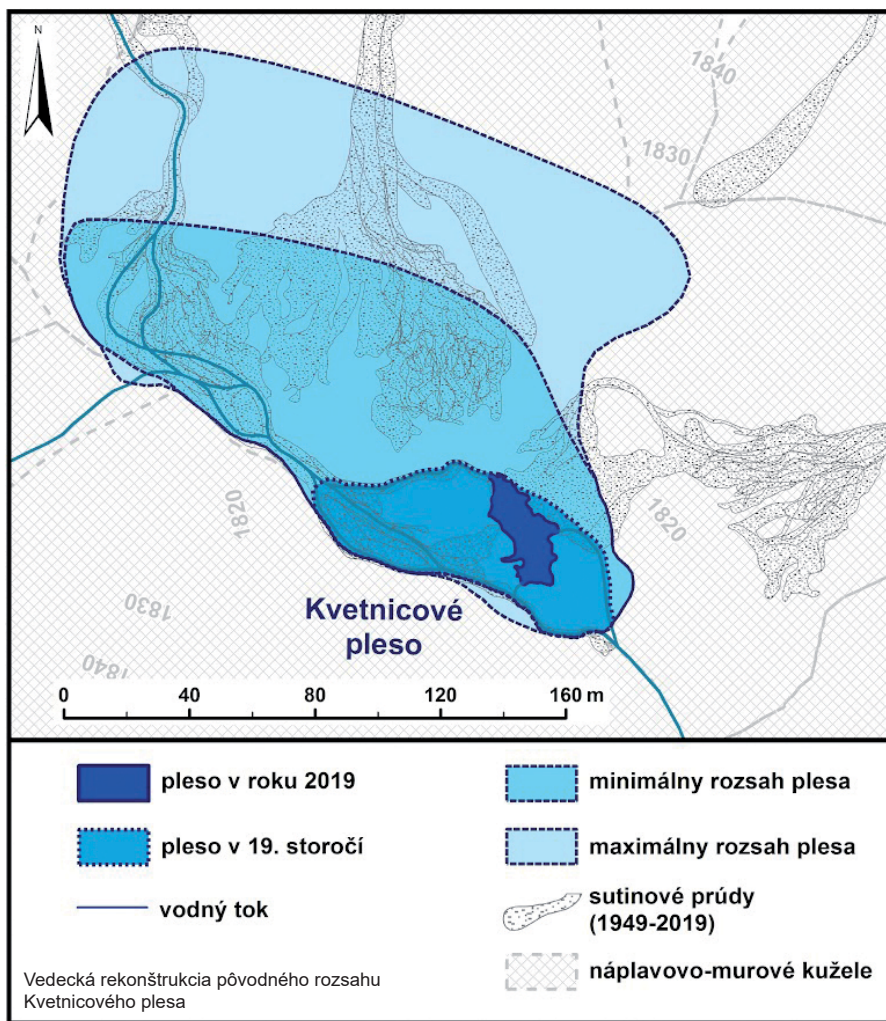 N
1840
1830
1820
1820
Kvetnicové
pleso
1830
1840
0 40 80 120 160 m
pleso v roku 2019
pleso v 19. storočí
vodný tok
minimálny rozsah plesa
maximálny rozsah plesa
sutinové prúdy
(1949-2019)
náplavovo-murové kužele
Vedecká rekonštrukcia pôvodného rozsahu
Kvetnicového plesa